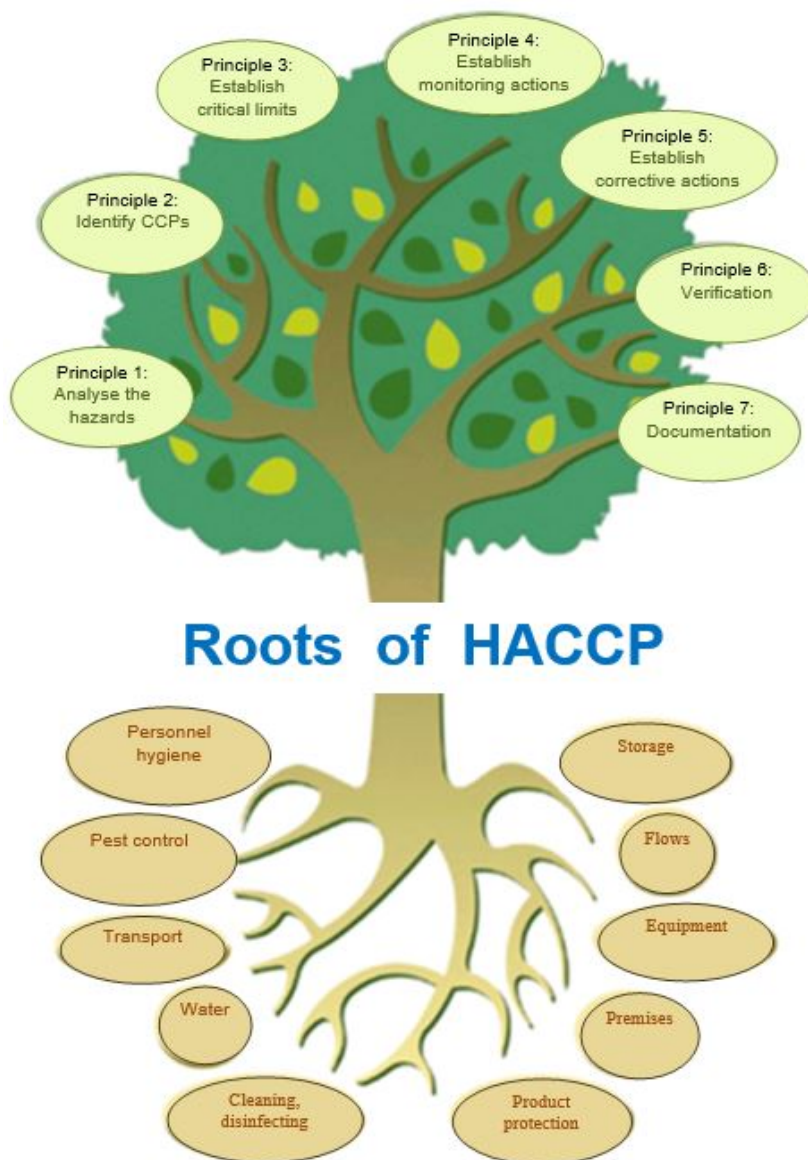 Principle 4:
Establish
monitoring actions
Principle 3:
Establish
critical limits
Principle 5:
Establish
corrective actions
Principle 2:
Identify CCPs
Principle 6:
Verification
Principle 1:
Analyse the
hazards
Principle 7:
Documentation
Roots of HACCP
Personnel
hygiene
Storage
Pest control
Flows
Transport
Equipment
Water
Premises
Cleaning,
disinfecting
Product
protection